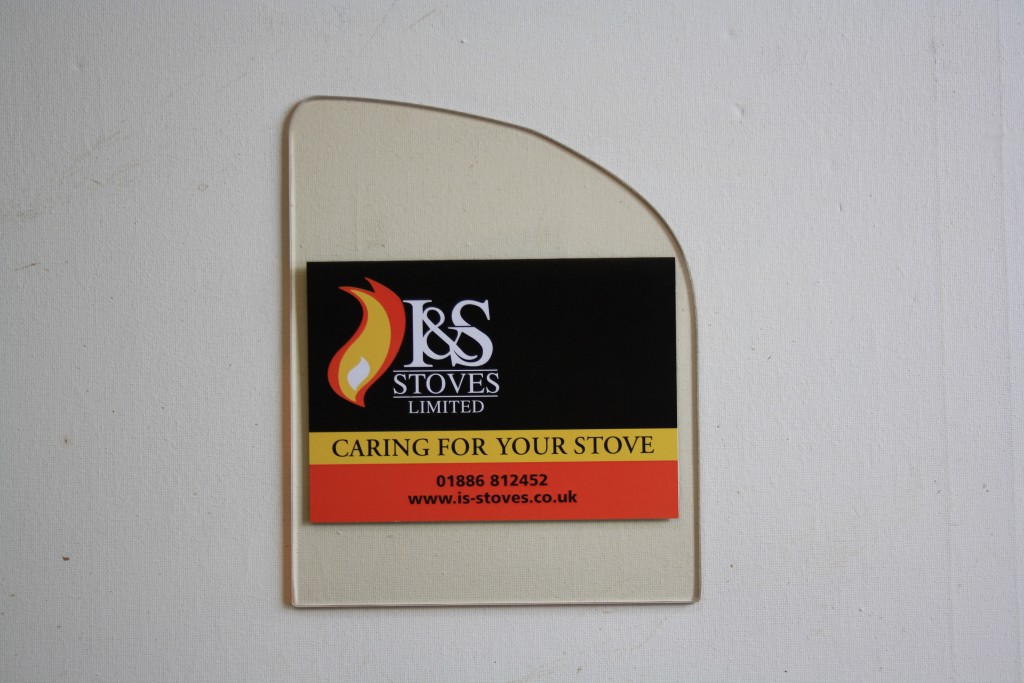 I&S
STOVES
LIMITED
CARING FOR YOUR STOVE
01886 812452
www.is-stoves.co.uk